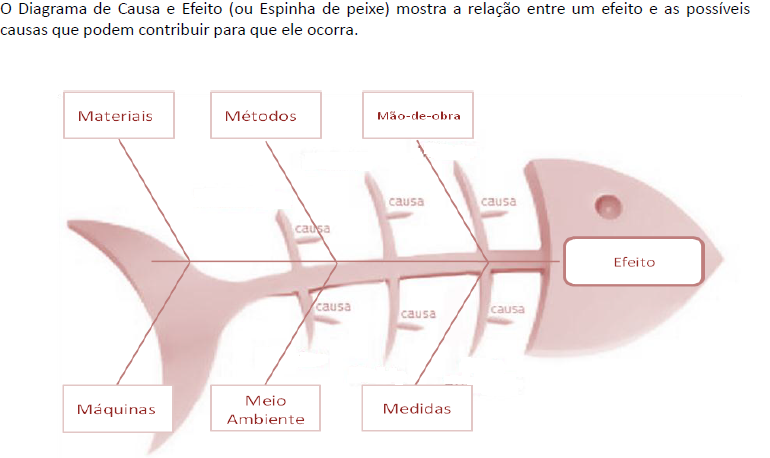 O Diagrama de Causa e Efeito (ou Espinha de peixe) mostra a relação entre um efeito e as possíveis
causas que podem contribuir para que ele ocorra.
Materiais
Métodos
Mão-de-obra
causa
causa
causa
Efeito
causa
causa
causa
Máquinas
Meio
Ambiente
Medidas